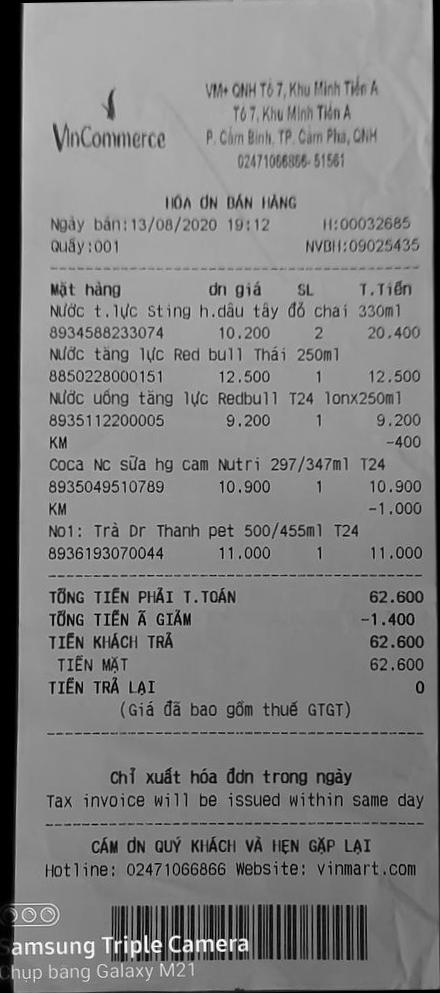 VinCommerce
VM+ QNH Tổ 7, Khu Minh Tiến A
Tổ 7, Khu Minh Tiến A
P. Cẩm Bình, TP. Cẩm Phả, QNH
02471066866-51561
HÓA ƠN BÁN HÀNG
Ngày bán:13/08/2020 19:12 H:00032685
Quầy:001 NVBH:09025435
Mặt hàng ơn giá SL T.Tiền
Nước t.lực Sting h.dâu tây đỏ chai 330ml
8934588233074 10.200 2 20.400
Nước tăng lực Red bull Thái 250ml
8850228000151 12.500 1 12.500
Nước uống tăng lực Redbull T24 lonx250ml
8935112200005 9.200 1 9.200
KM -400
Coca Nc sữa hg cam Nutri 297/347ml T24
8935049510789 10.900 1 10.900
KM -1.000
No1: Trà Dr Thanh pet 500/455ml T24
8936193070044 11.000 1 11.000
TỔNG TIỀN PHẢI T.TOÁN 62.600
TỔNG TIỀN Ã GIẢM -1.400
TIỀN KHÁCH TRẢ 62.600
TIỀN MẶT 62.600
TIỀN TRẢ LẠI 0
(Giá đã bao gồm thuế GTGT)
Chỉ xuất hóa đơn trong ngày
Tax invoice will be issued within same day
CẢM ƠN QUÝ KHÁCH VÀ HẸN GẶP LẠI
Hotline: 02471066866 Website: vinmart.com
Samsung Triple Camera
Chụp bằng Galaxy M21